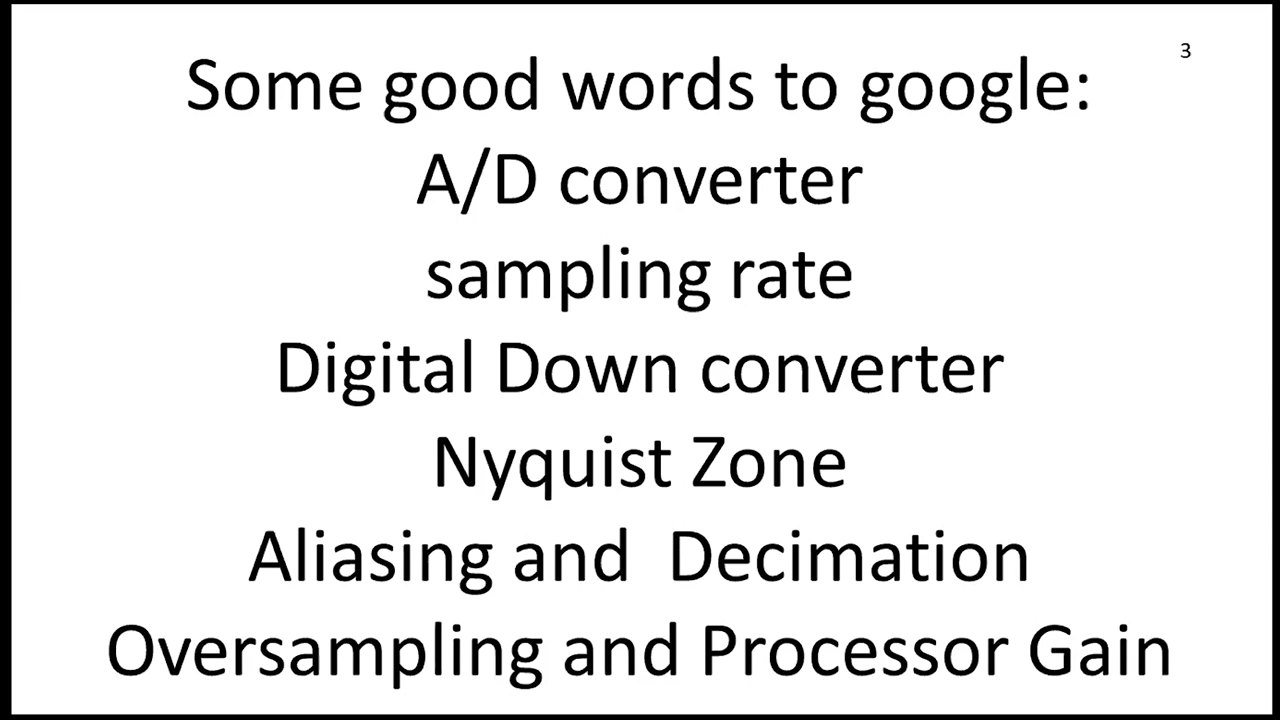 3
Some good words to google:
A/D converter
sampling rate
Digital Down converter
Nyquist Zone
Aliasing and  Decimation
Oversampling and Processor Gain